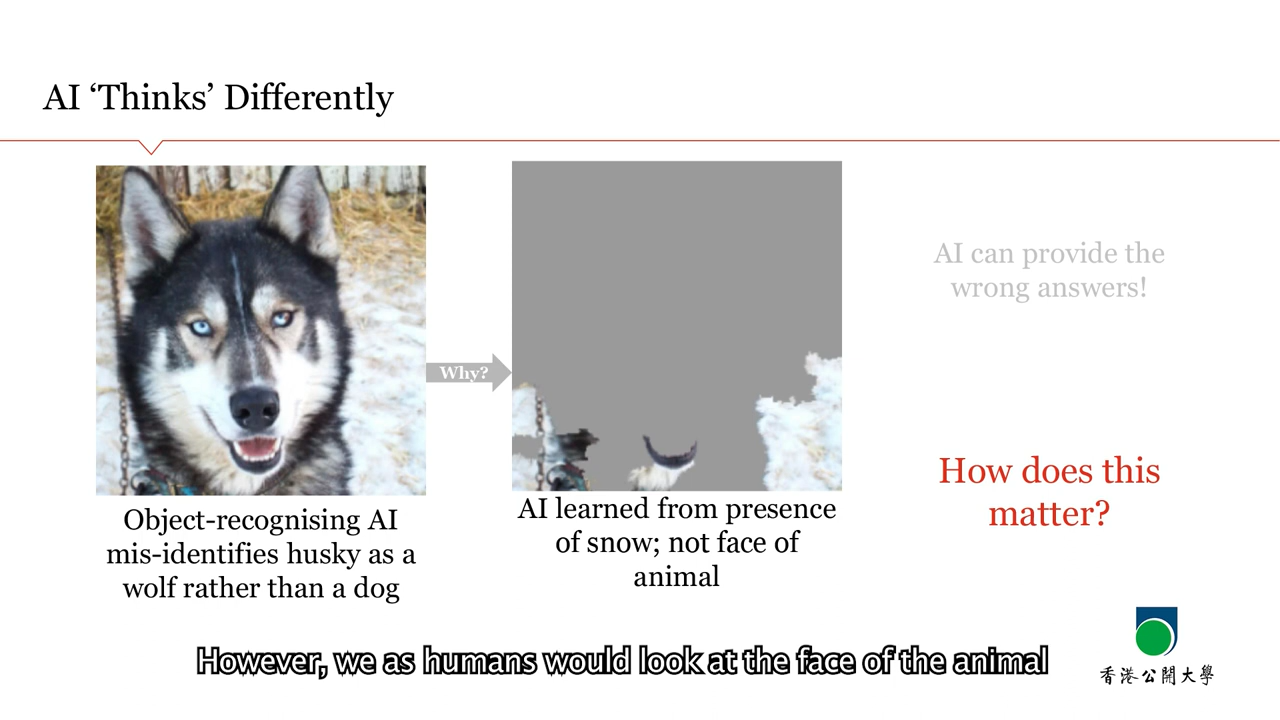 AI ‘Thinks’ Differently
Why?
Object-recognising AI
mis-identifies husky as a
wolf rather than a dog
AI learned from presence
of snow; not face of
animal
AI can provide the
wrong answers!
How does this
matter?
However, we as humans would look at the face of the animal
香港公開大學